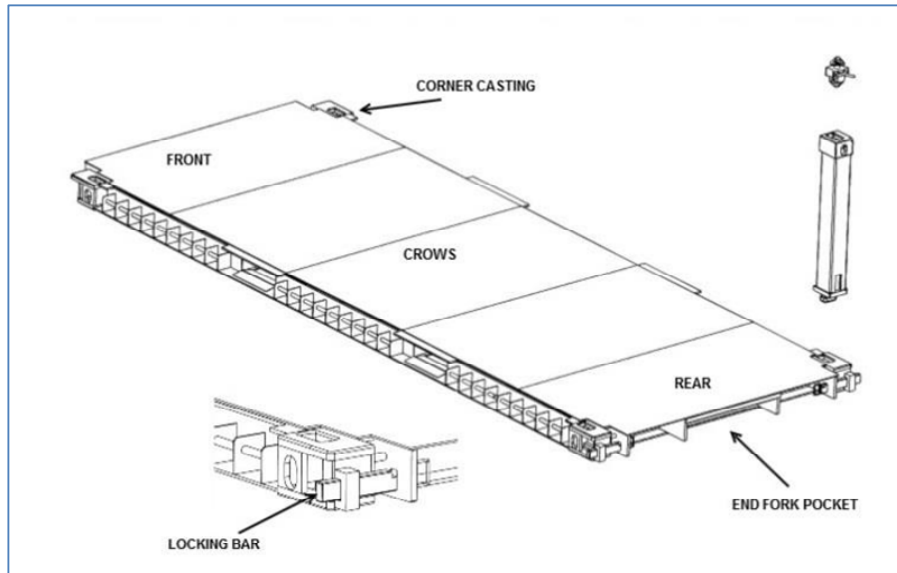 CORNER CASTING
FRONT
CROWS
REAR
END FORK POCKET
LOCKING BAR